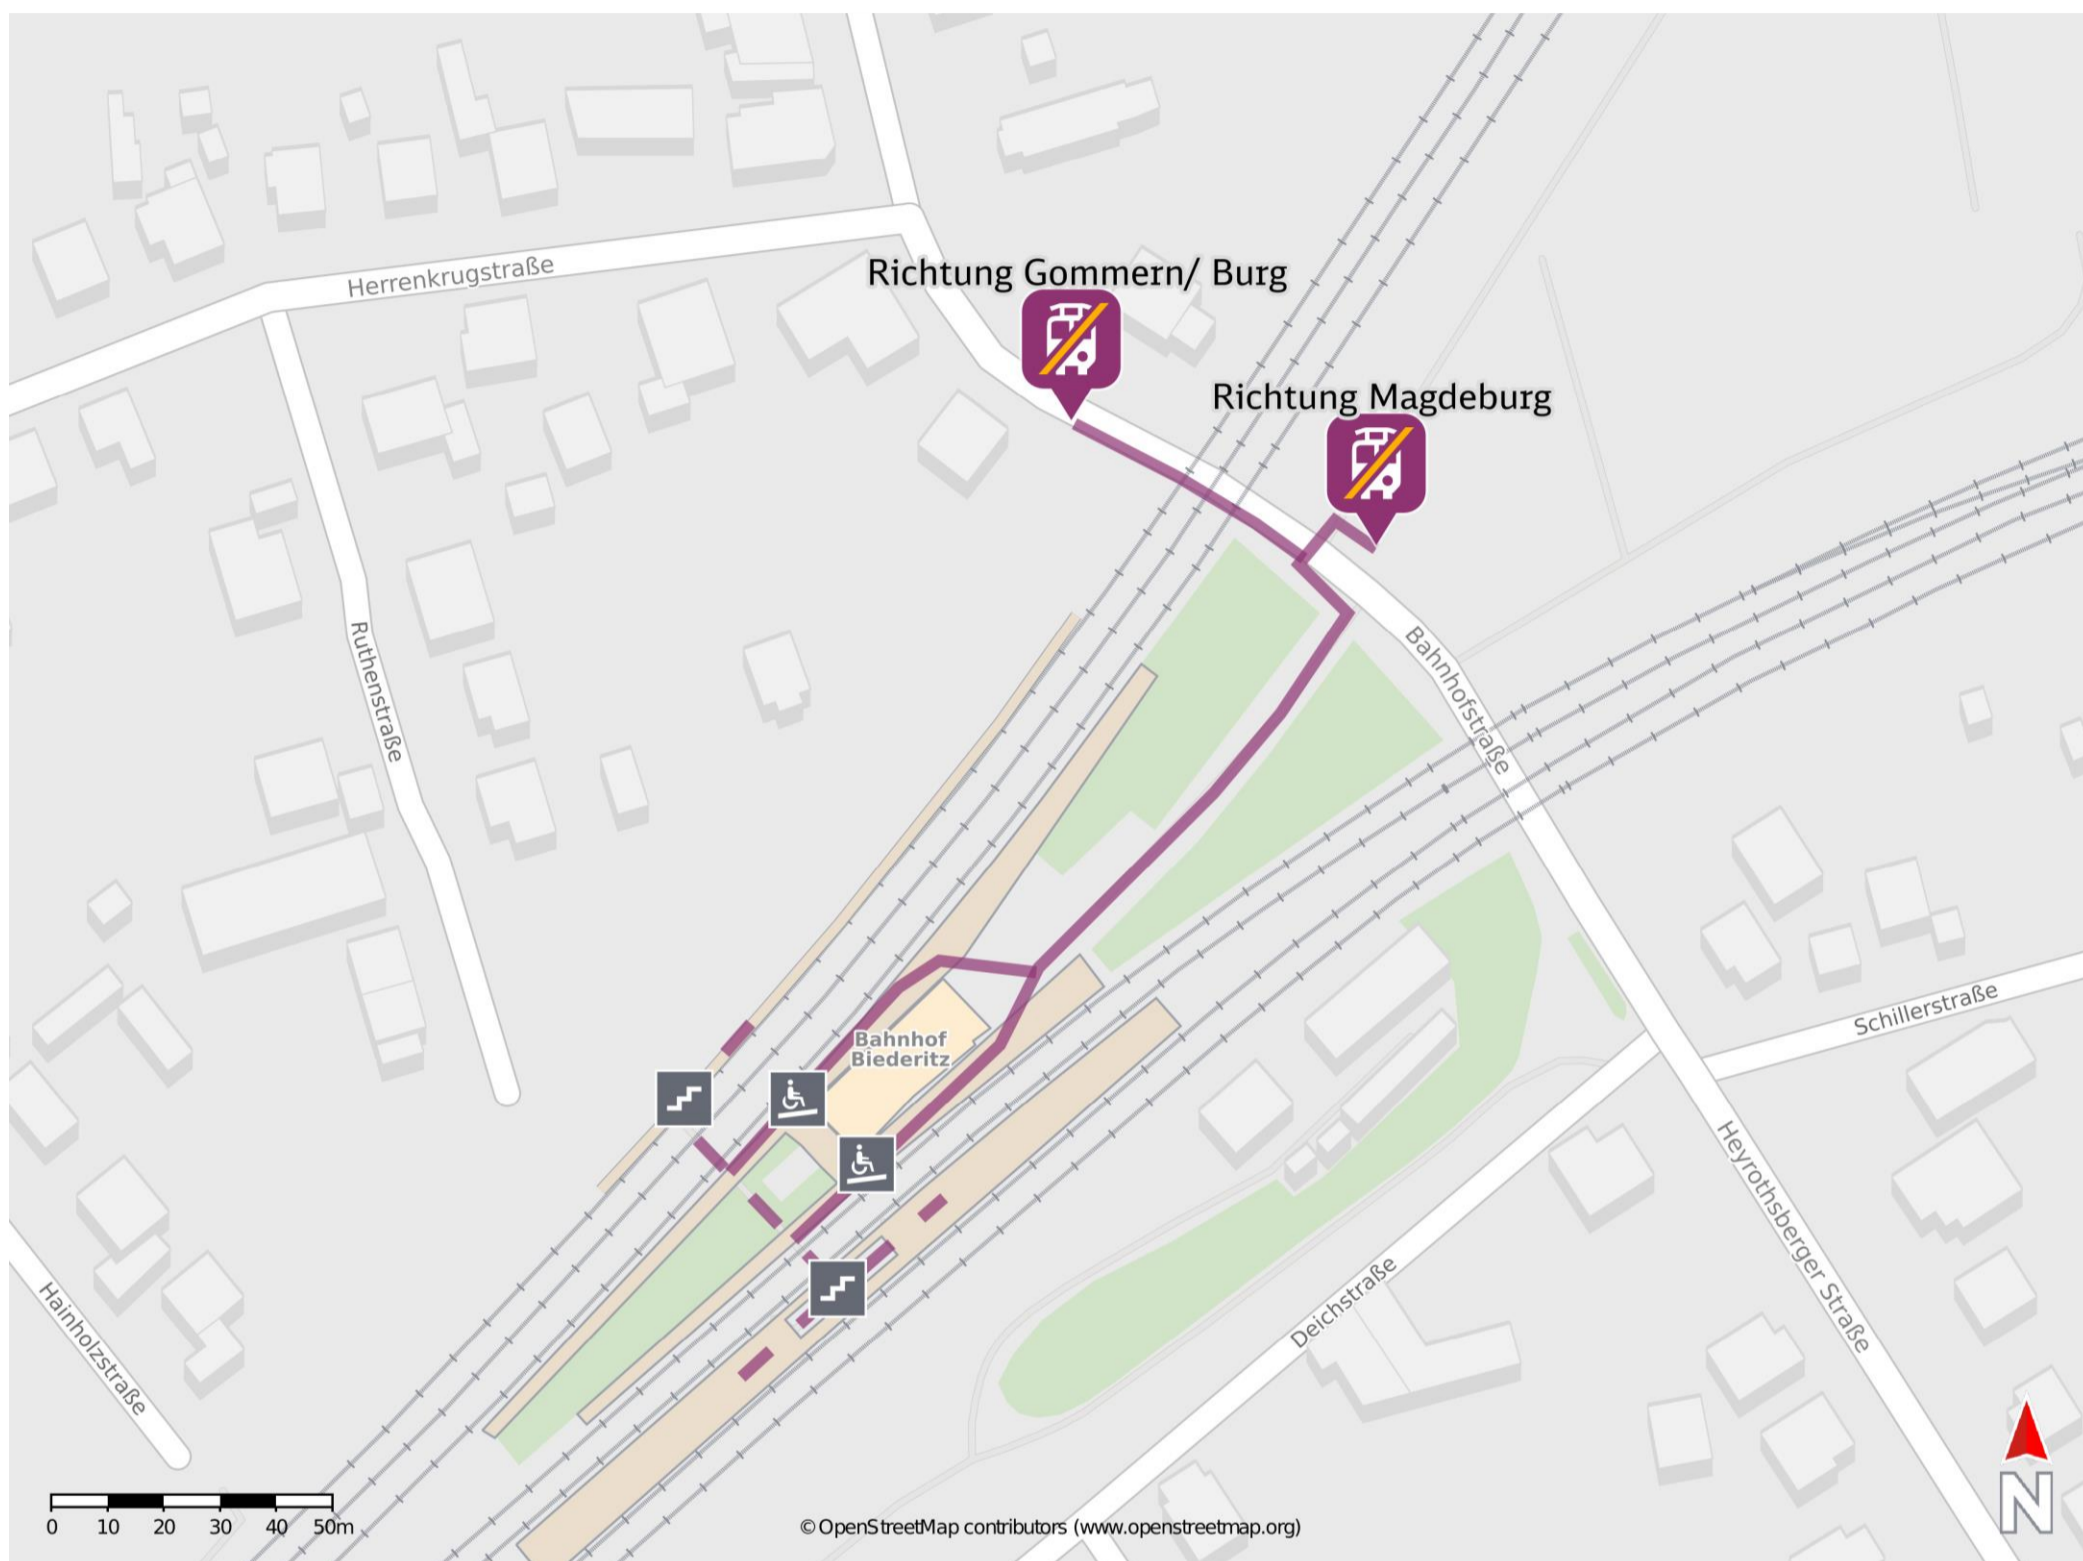 Herrenkrugstraße
Richtung Gommern/ Burg
Richtung Magdeburg
Ruthenstraße
Bahnhofstraße
Bahnhof
Biederitz
Schillerstraße
Heyrothsberger Straße
Deichstraße
Hainholzstraße
0 10 20 30 40 50m
© OpenStreetMap contributors (www.openstreetmap.org)
N